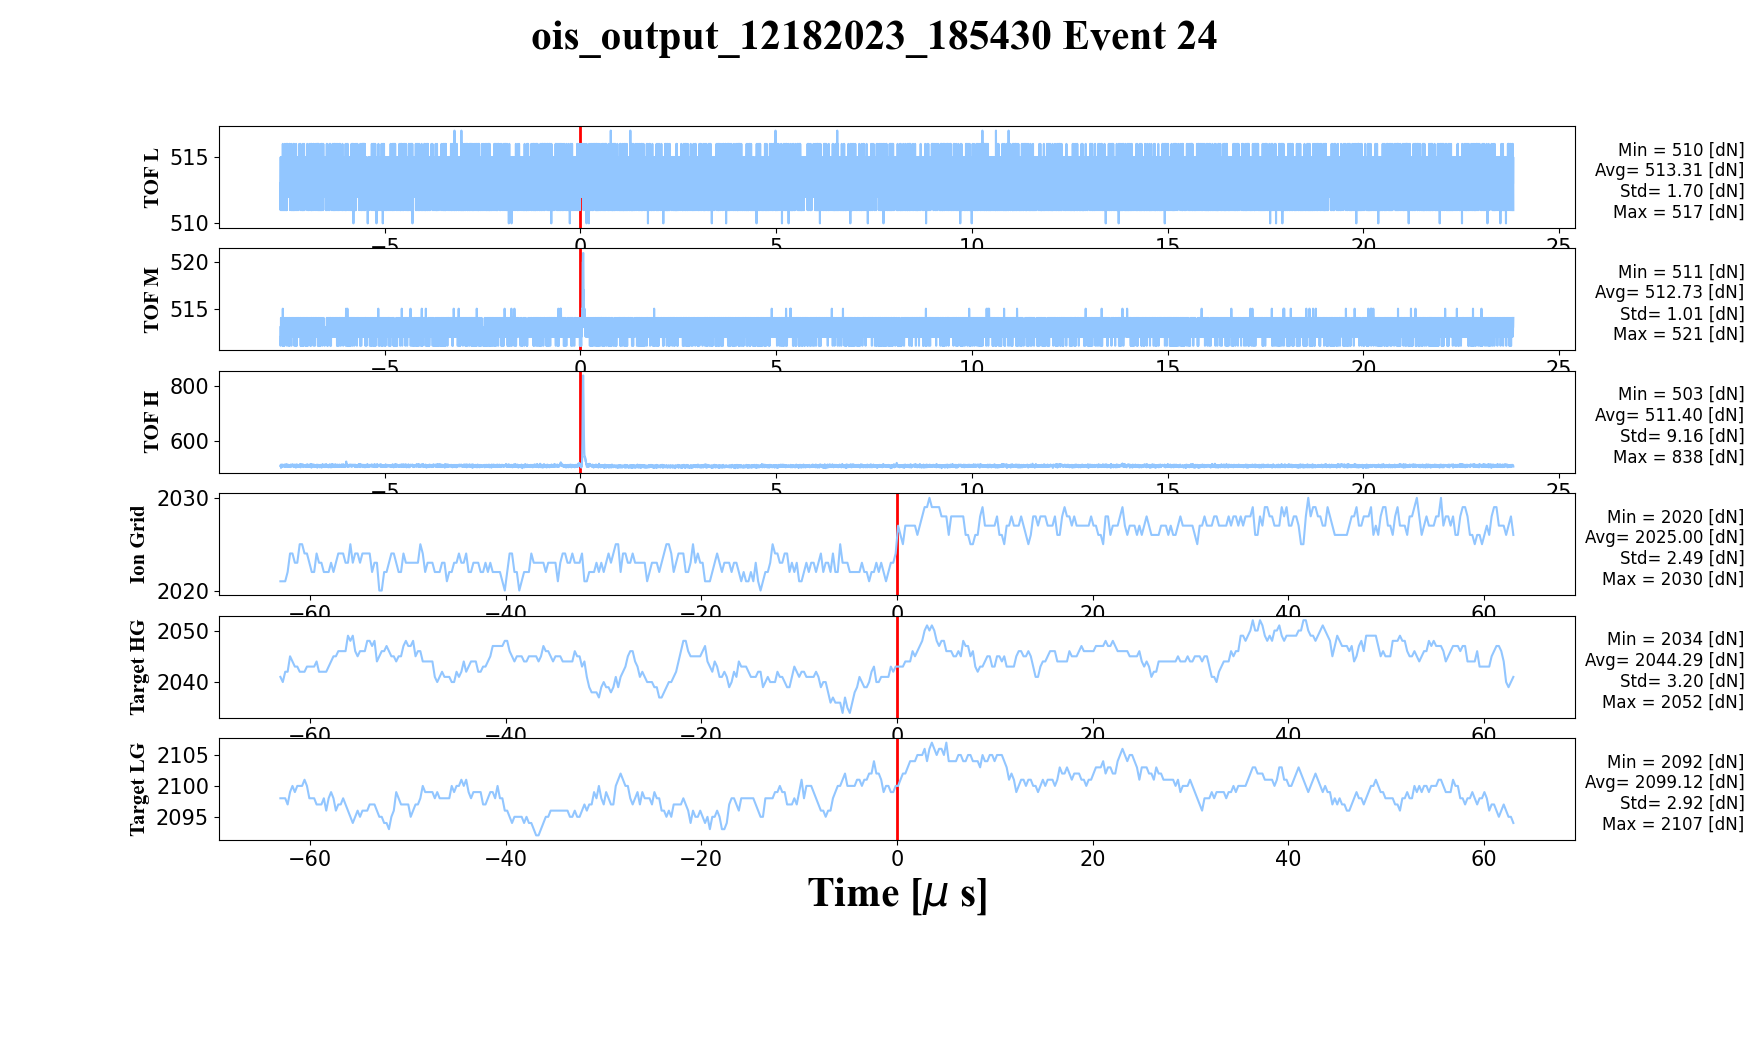 ois_output_12182023_185430 Event 24
TOF L
515
510
−5 0 5 10 15 20 25
Min = 510 [dN]
Avg= 513.31 [dN]
Std= 1.70 [dN]
Max = 517 [dN]
TOF M
520
515
−5 0 5 10 15 20 25
Min = 511 [dN]
Avg= 512.73 [dN]
Std= 1.01 [dN]
Max = 521 [dN]
TOF H
800
600
−5 0 5 10 15 20 25
Min = 503 [dN]
Avg= 511.40 [dN]
Std= 9.16 [dN]
Max = 838 [dN]
Ion Grid
2030
2020
−60 −40 −20 0 20 40 60
Min = 2020 [dN]
Avg= 2025.00 [dN]
Std= 2.49 [dN]
Max = 2030 [dN]
Target HG
2050
2040
−60 −40 −20 0 20 40 60
Min = 2034 [dN]
Avg= 2044.29 [dN]
Std= 3.20 [dN]
Max = 2052 [dN]
Target LG
2105
2100
2095
−60 −40 −20 0 20 40 60
Min = 2092 [dN]
Avg= 2099.12 [dN]
Std= 2.92 [dN]
Max = 2107 [dN]
Time [μ s]